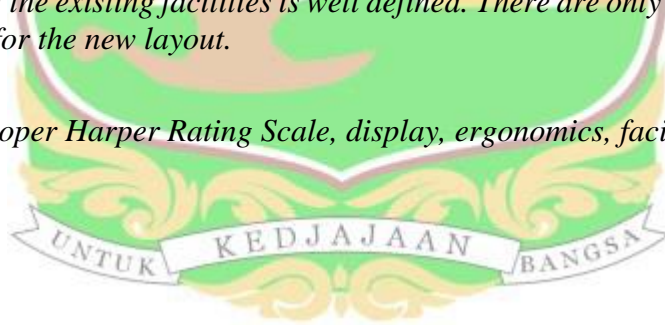 the existing facilities is well defined. There are only
for the new layout.
oper Harper Rating Scale, display, ergonomics, faci
UNTUK KEDJAJAAN BANGSA